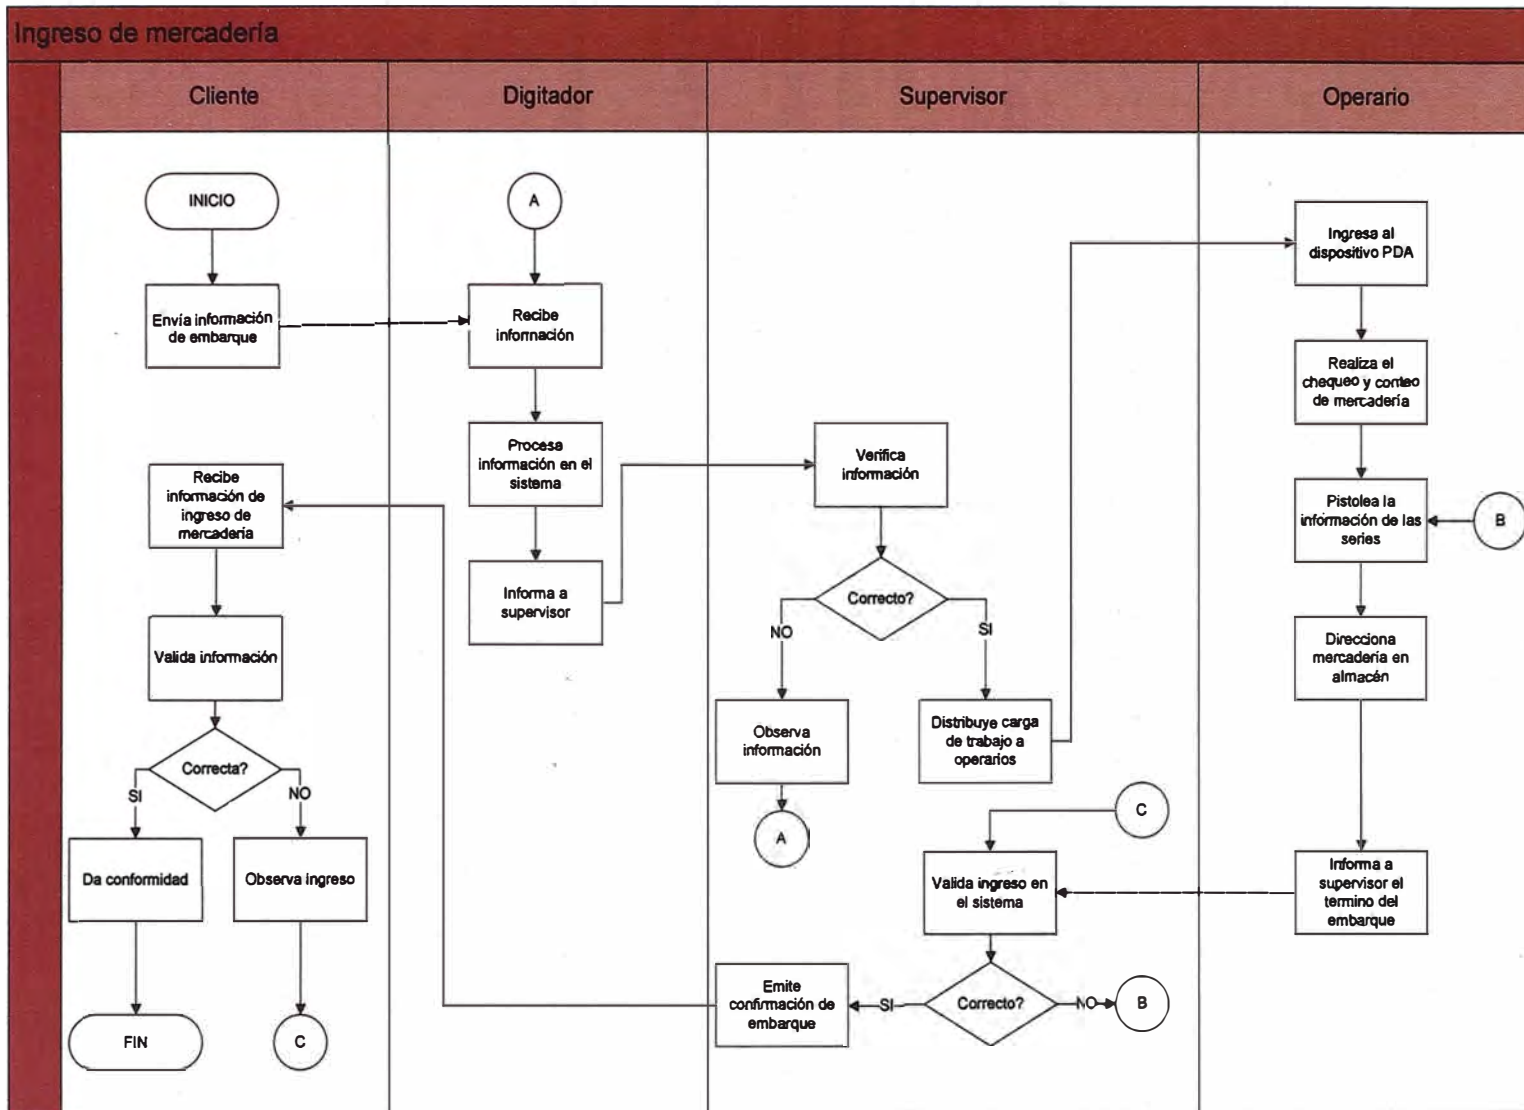 Ingreso de mercadería
Cliente
Digitador
Supervisor
Operario
INICIO
Envía información
de embarque
Recibe
información de
ingreso de
mercadería
Valida información
Correcta?
SI
NO
Da conformidad
Observa ingreso
FIN
C
A
Recibe
información
Procesa
información en el
sistema
Informa a
supervisor
Verifica
información
Correcto?
NO
SI
Observa
información
Distribuye carga
de trabajo a
operarios
A
C
Valida ingreso en
el sistema
Emite
confirmación de
embarque
SI
Correcto?
NO
B
Ingresa al
dispositivo PDA
Realiza el
chequeo y conteo
de mercadería
Pistolea la
información de las
series
B
Direcciona
mercadería en
almacén
Informa a
supervisor el
termino del
embarque